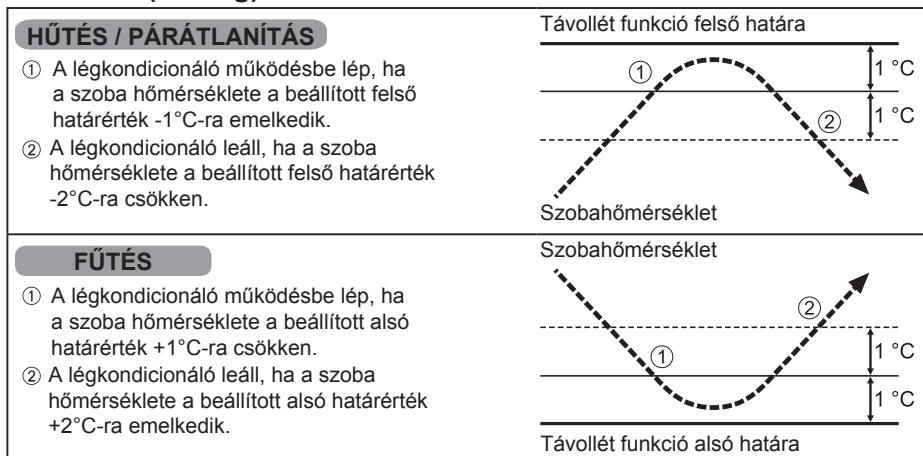 HŰTÉS / PÁRÁTLANÍTÁS
① A légkondicionáló működésbe lép, ha
a szoba hőmérséklete a beállított felső
határérték -1°C-ra emelkedik.
② A légkondicionáló leáll, ha a szoba
hőmérséklete a beállított felső határérték
-2°C-ra csökken.
Távollét funkció felső határa
①
1 °C
1 °C
②
Szobahőmérséklet
FŰTÉS
① A légkondicionáló működésbe lép, ha
a szoba hőmérséklete a beállított alsó
határérték +1°C-ra csökken.
② A légkondicionáló leáll, ha a szoba
hőmérséklete a beállított alsó határérték
+2°C-ra emelkedik.
Szobahőmérséklet
②
①
1 °C
1 °C
Távollét funkció alsó határa